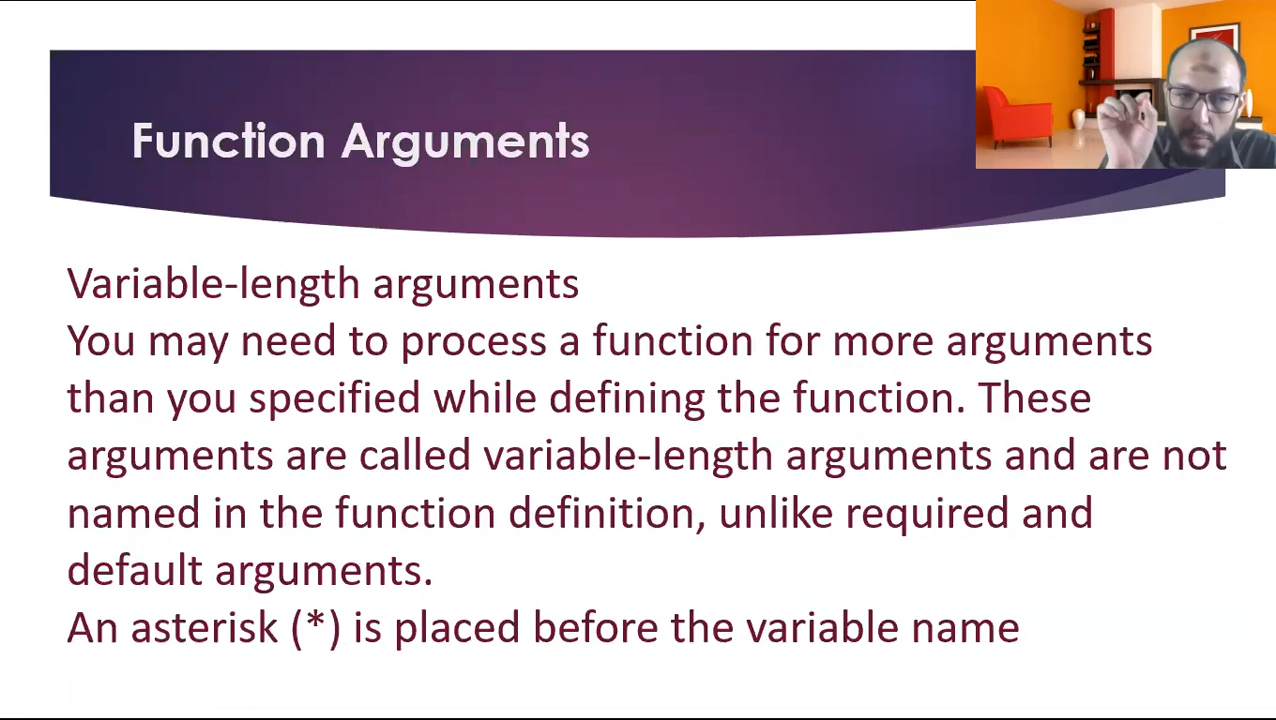 Function Arguments
Variable-length arguments
You may need to process a function for more arguments
than you specified while defining the function. These
arguments are called variable-length arguments and are not
named in the function definition, unlike required and
default arguments.
An asterisk (*) is placed before the variable name